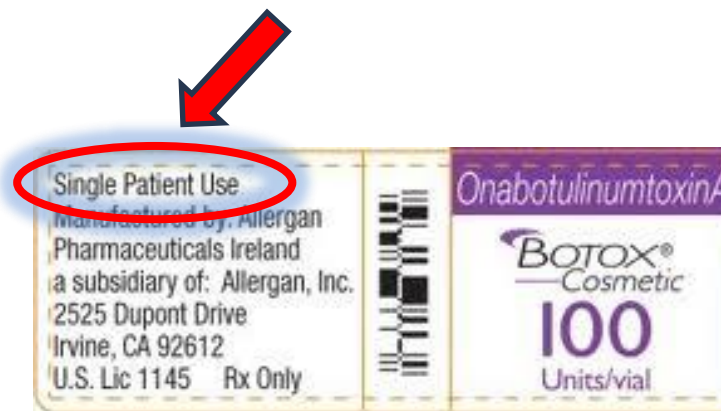 Single Patient Use
Manufactured by: Allergan
Pharmaceuticals Ireland
a subsidiary of: Allergan, Inc.
2525 Dupont Drive
Irvine, CA 92612
U.S. Lic 1145 Rx Only
OnabotulinumtoxinA
BOTOX®
Cosmetic
100
Units/vial